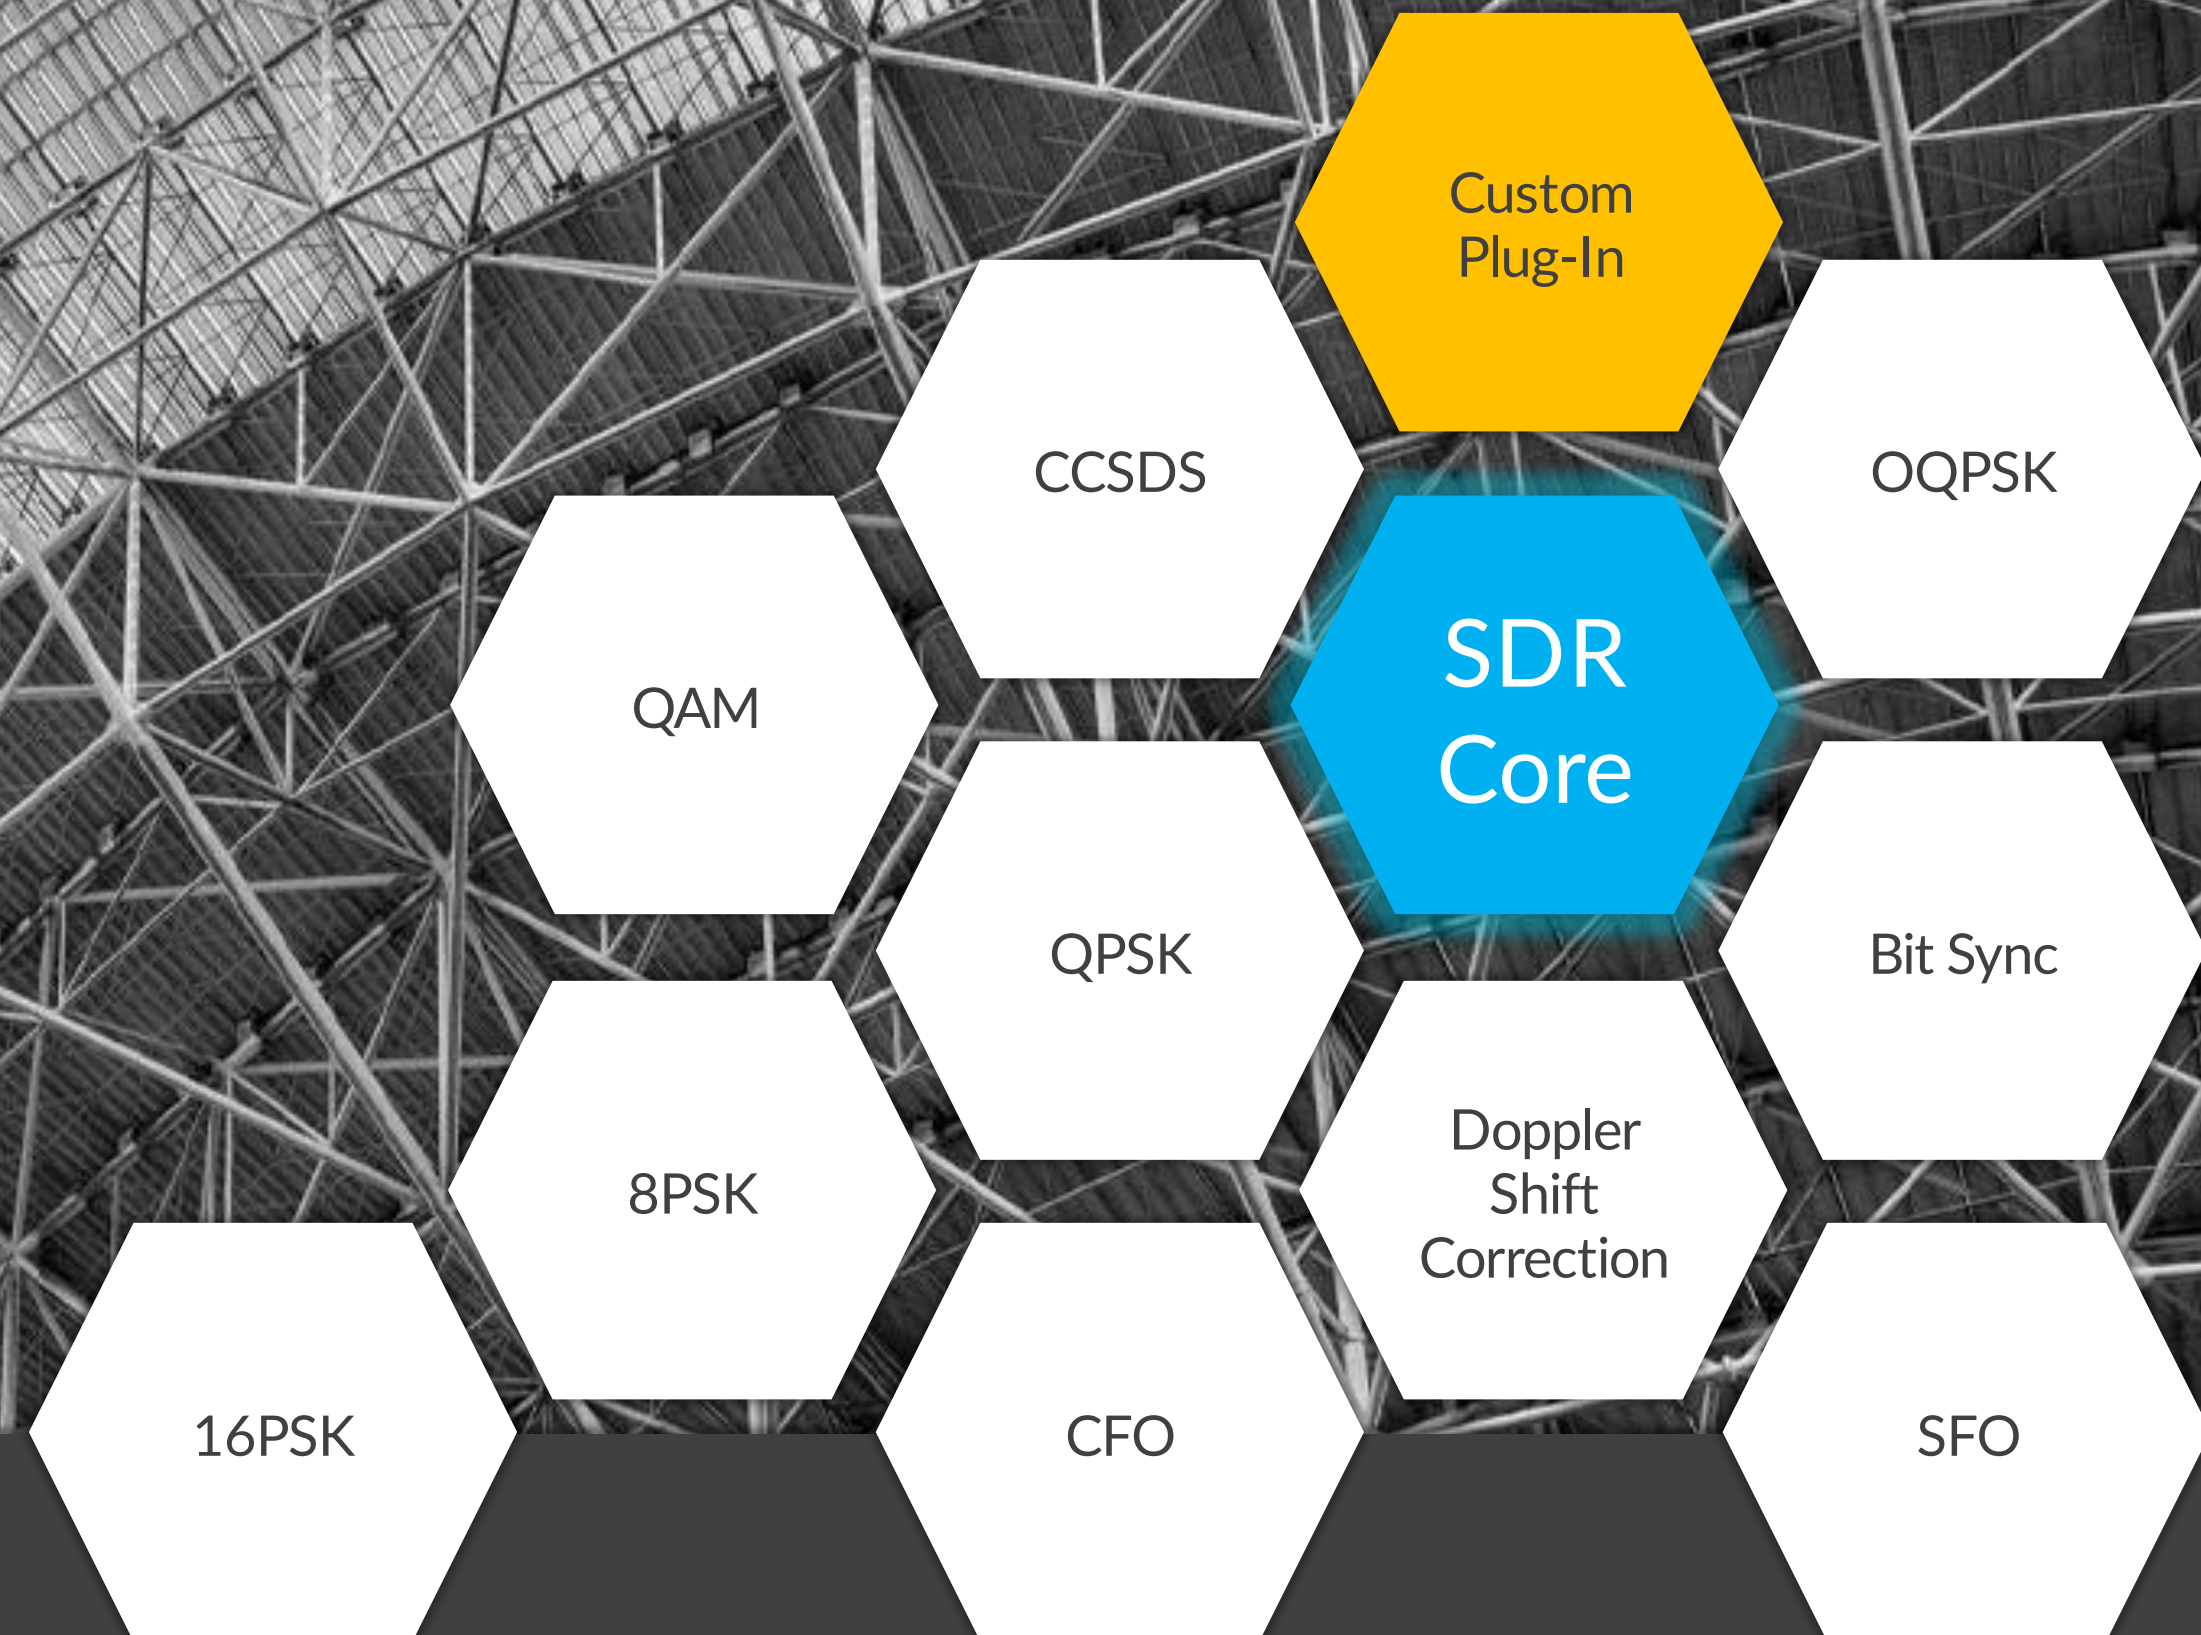 Custom
Plug-In
CCSDS
OQPSK
SDR
Core
QAM
QPSK
Bit Sync
Doppler
Shift
Correction
8PSK
16PSK
CFO
SFO